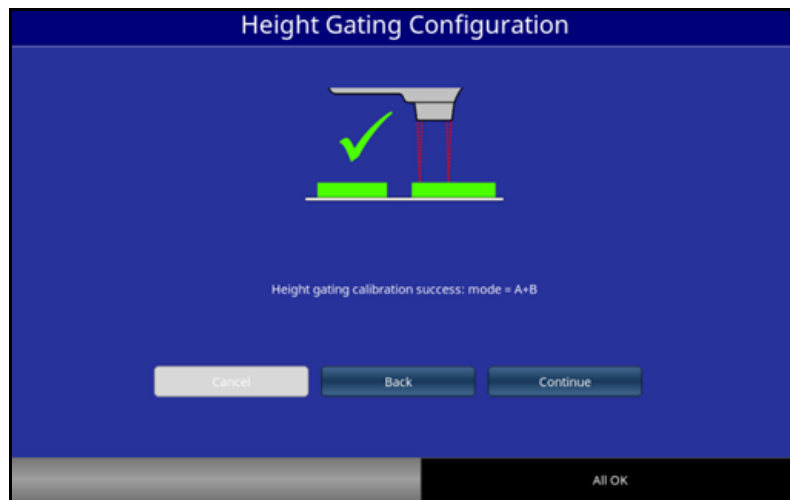 Height Gating Configuration
Height gating calibration success: mode = A+B
Cancel
Back
Continue
All OK